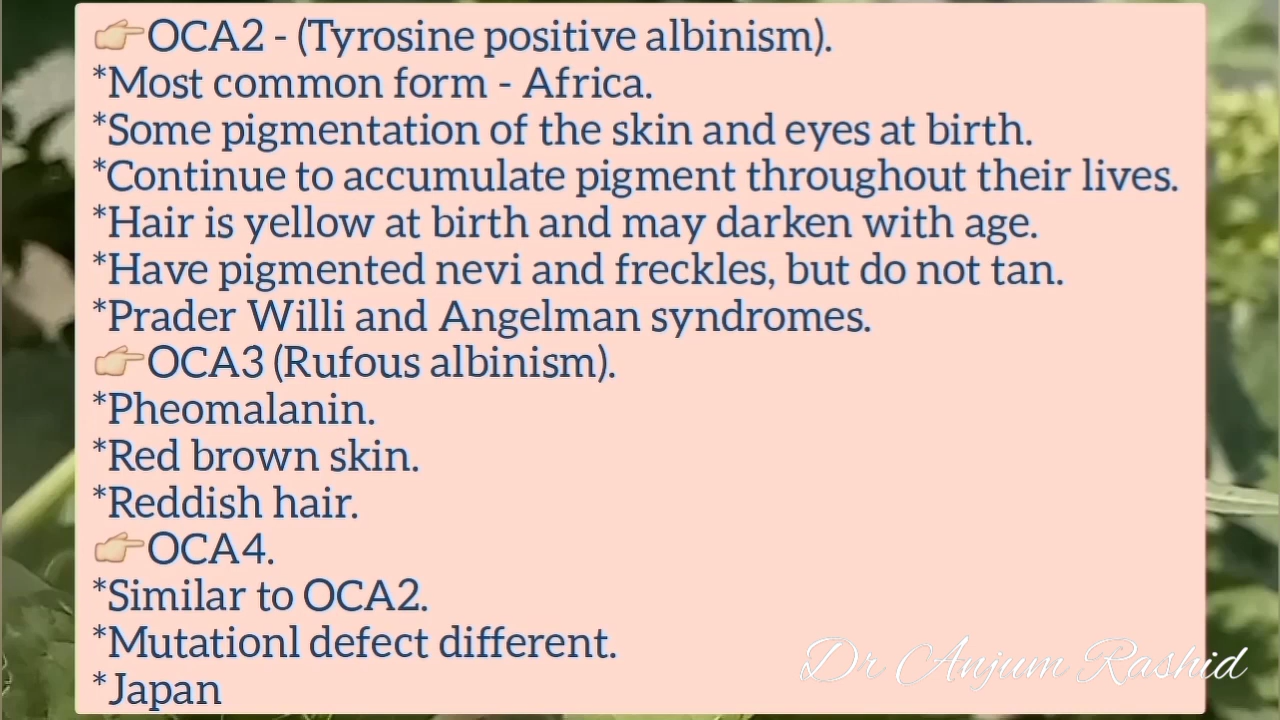 👉OCA2 - (Tyrosine positive albinism).
*Most common form - Africa.
*Some pigmentation of the skin and eyes at birth.
*Continue to accumulate pigment throughout their lives.
*Hair is yellow at birth and may darken with age.
*Have pigmented nevi and freckles, but do not tan.
*Prader Willi and Angelman syndromes.
👉OCA3 (Rufous albinism).
*Pheomalanin.
*Red brown skin.
*Reddish hair.
👉OCA4.
*Similar to OCA2.
*Mutationl defect different.
*Japan
Dr Anjum Rashid